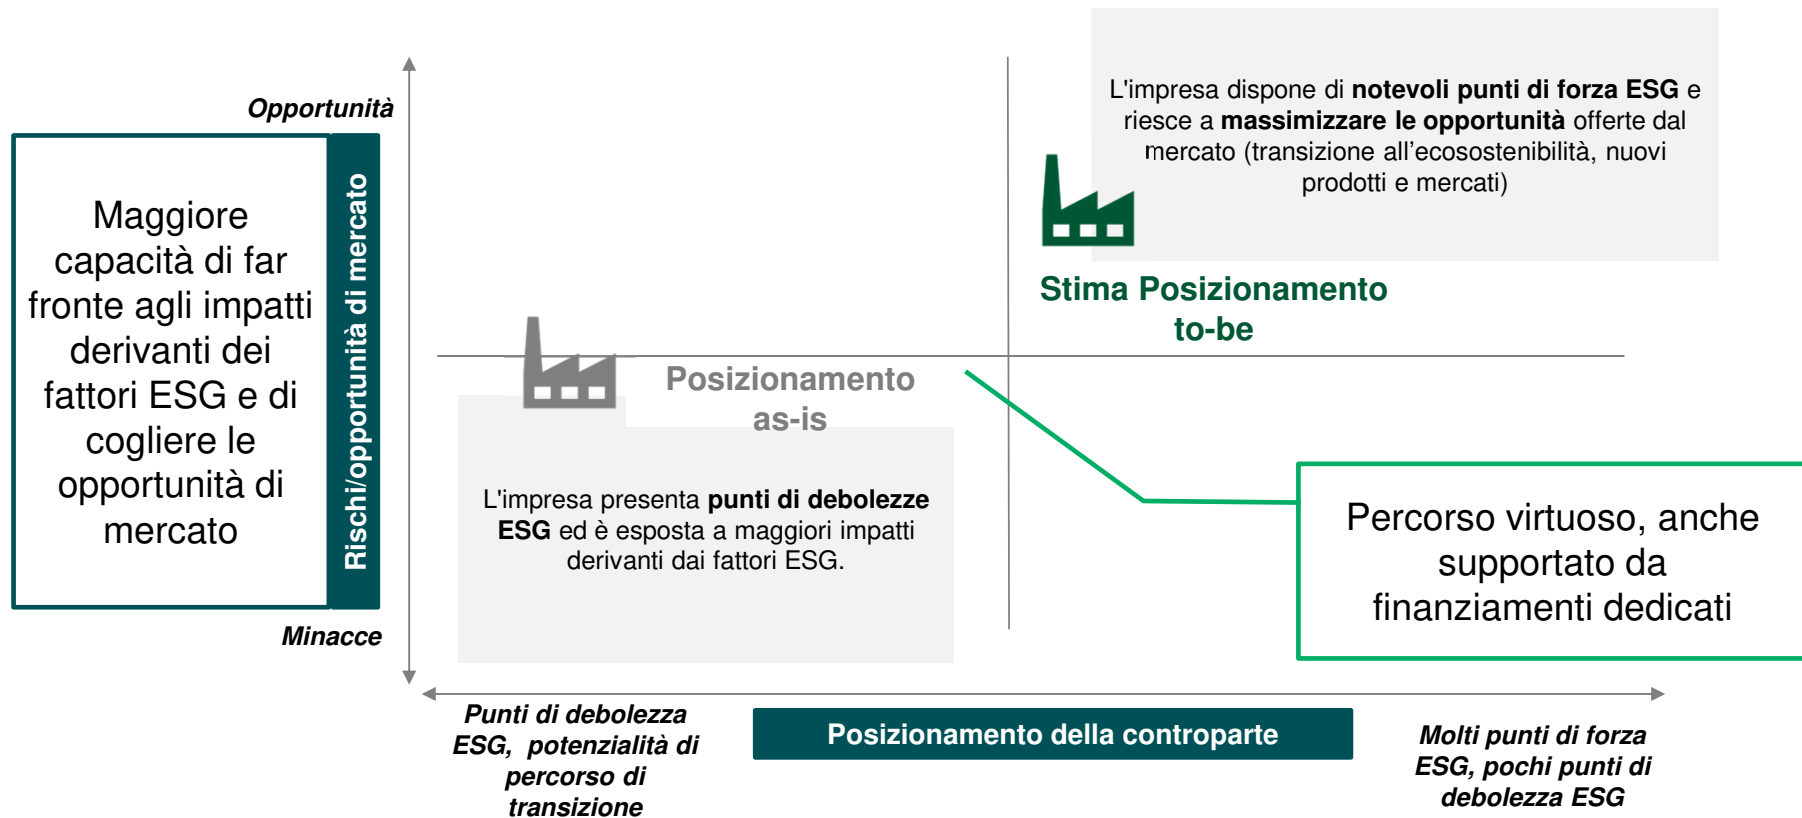 Opportunità
Maggiore
capacità di far
fronte agli impatti
derivanti dei
fattori ESG e di
cogliere le
opportunità di
mercato
Rischi/opportunità di mercato
Minacce
L'impresa dispone di notevoli punti di forza ESG e
riesce a massimizzare le opportunità offerte dal
mercato (transizione all’ecosostenibilità, nuovi
prodotti e mercati)
Stima Posizionamento
to-be
Posizionamento
as-is
L'impresa presenta punti di debolezze
ESG ed è esposta a maggiori impatti
derivanti dai fattori ESG.
Percorso virtuoso, anche
supportato da
finanziamenti dedicati
Punti di debolezza
ESG, potenzialità di
percorso di
transizione
Posizionamento della controparte
Molti punti di forza
ESG, pochi punti di
debolezza ESG